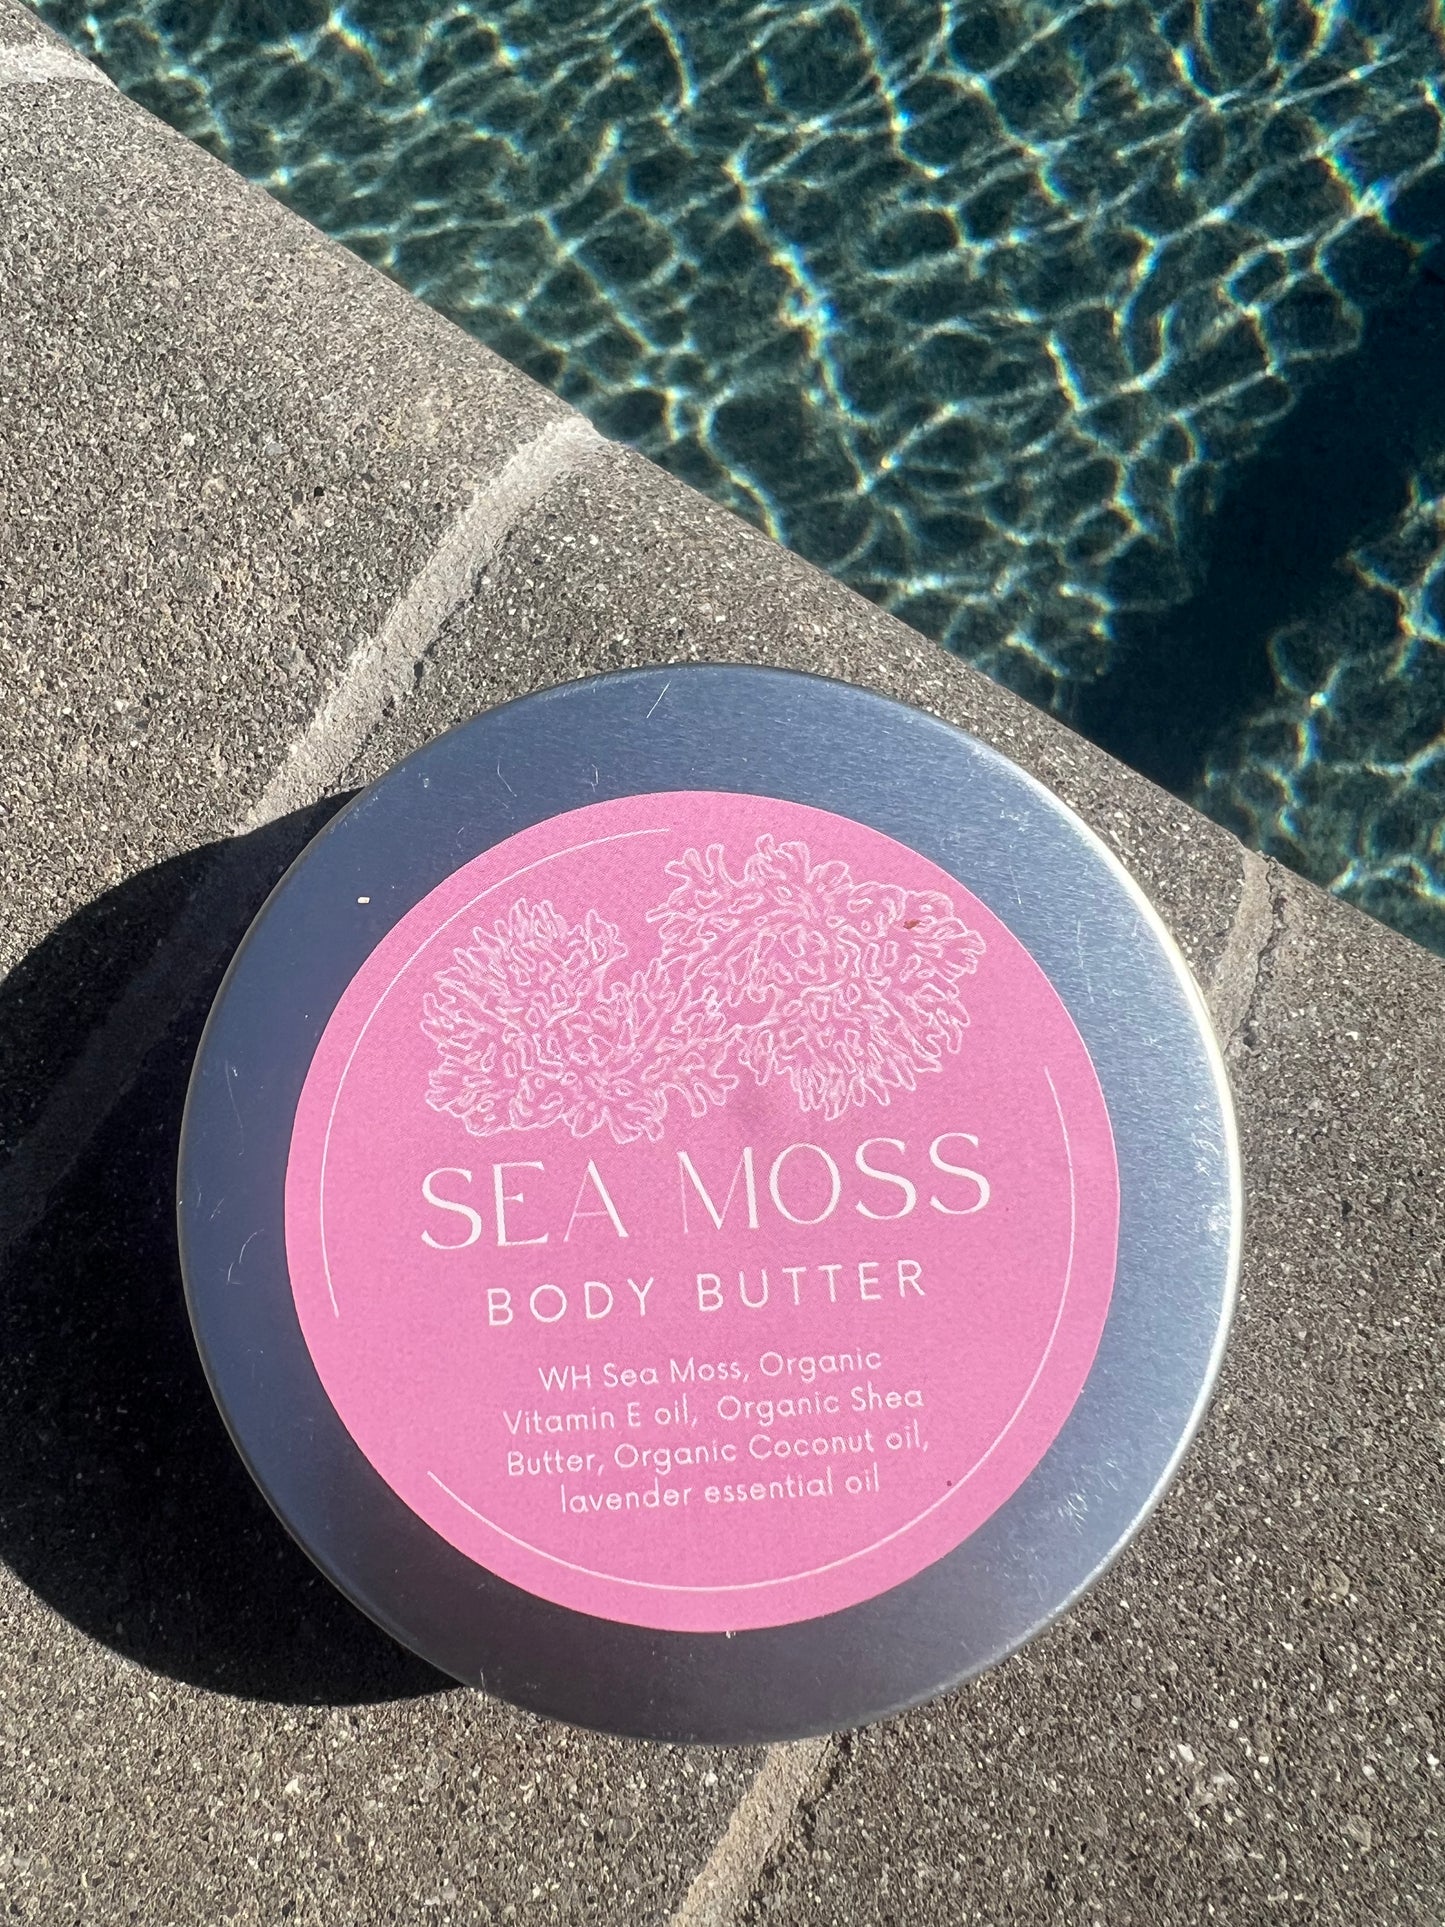 SEA MOSS
BODY BUTTER
WH Sea Moss, Organic
Vitamin E oil, Organic Shea
Butter, Organic Coconut oil,
lavender essential oil